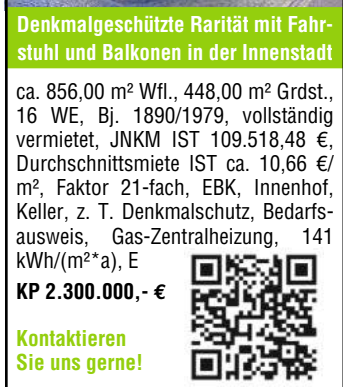 Denkmalgeschützte Rarität mit Fahr-
stuhl und Balkonen in der Innenstadt
ca. 856,00 m² Wfl., 448,00 m² Grdst.,
16 WE, Bj. 1890/1979, vollständig
vermietet, JNKM IST 109.518,48 €,
Durchschnittsmiete IST ca. 10,66 €/
m², Faktor 21-fach, EBK, Innenhof,
Keller, z. T. Denkmalschutz, Bedarfs-
ausweis, Gas-Zentralheizung, 141
kWh/(m²*a), E
KP 2.300.000,- €
Kontaktieren
Sie uns gerne!